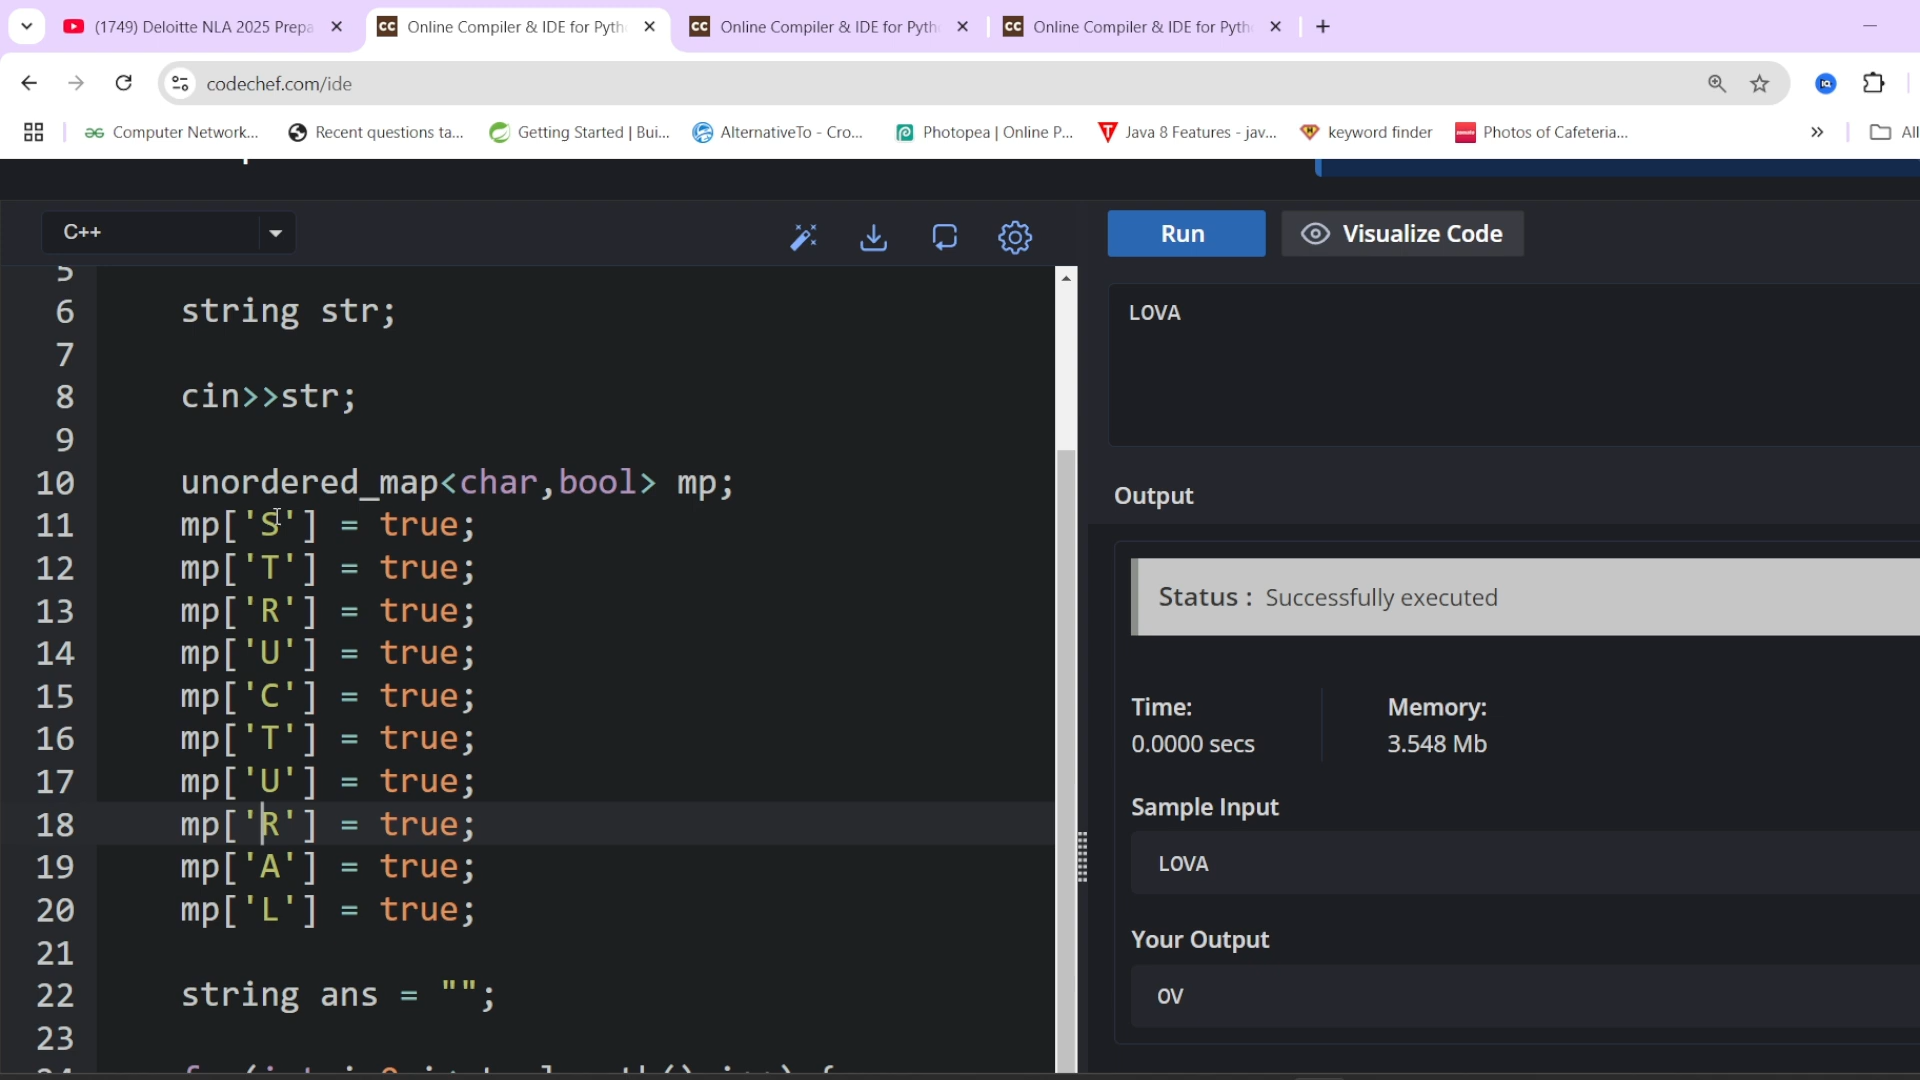 (1749) Deloitte NLA 2025 Prepa
Online Compiler & IDE for Pyth
Online Compiler & IDE for Pyth
Online Compiler & IDE for Pyth
codechef.com/ide
Computer Network...
Recent questions ta...
Getting Started | Bui...
AlternativeTo - Cro...
Photopea | Online P...
Java 8 Features - jav...
keyword finder
Photos of Cafeteria...
All
C++
Run
Visualize Code
5
6 string str;
7
8 cin>>str;
9
10 unordered_map<char,bool> mp;
11 mp['S'] = true;
12 mp['T'] = true;
13 mp['R'] = true;
14 mp['U'] = true;
15 mp['C'] = true;
16 mp['T'] = true;
17 mp['U'] = true;
18 mp['R'] = true;
19 mp['A'] = true;
20 mp['L'] = true;
21
22 string ans = "";
23
LOVA
Output
Status : Successfully executed
Time:
0.0000 secs
Memory:
3.548 Mb
Sample Input
LOVA
Your Output
OV